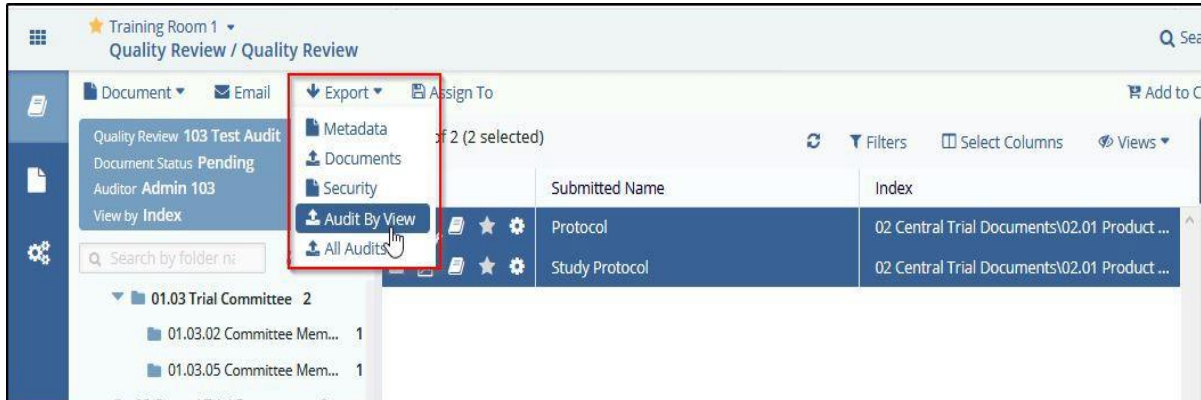 Training Room 1
Quality Review / Quality Review
Document
Email
Export
Assign To
Quality Review 103 Test Audit
Document Status Pending
Auditor Admin 103
View by Index
Metadata
Documents
Security
Audit By View
All Audits
of 2 (2 selected)
Filters
Select Columns
Views
Submitted Name
Index
Protocol
02 Central Trial Documents\02.01 Product ...
Study Protocol
02 Central Trial Documents\02.01 Product ...
Search by folder na
01.03 Trial Committee 2
01.03.02 Committee Mem... 1
01.03.05 Committee Mem... 1
Add to